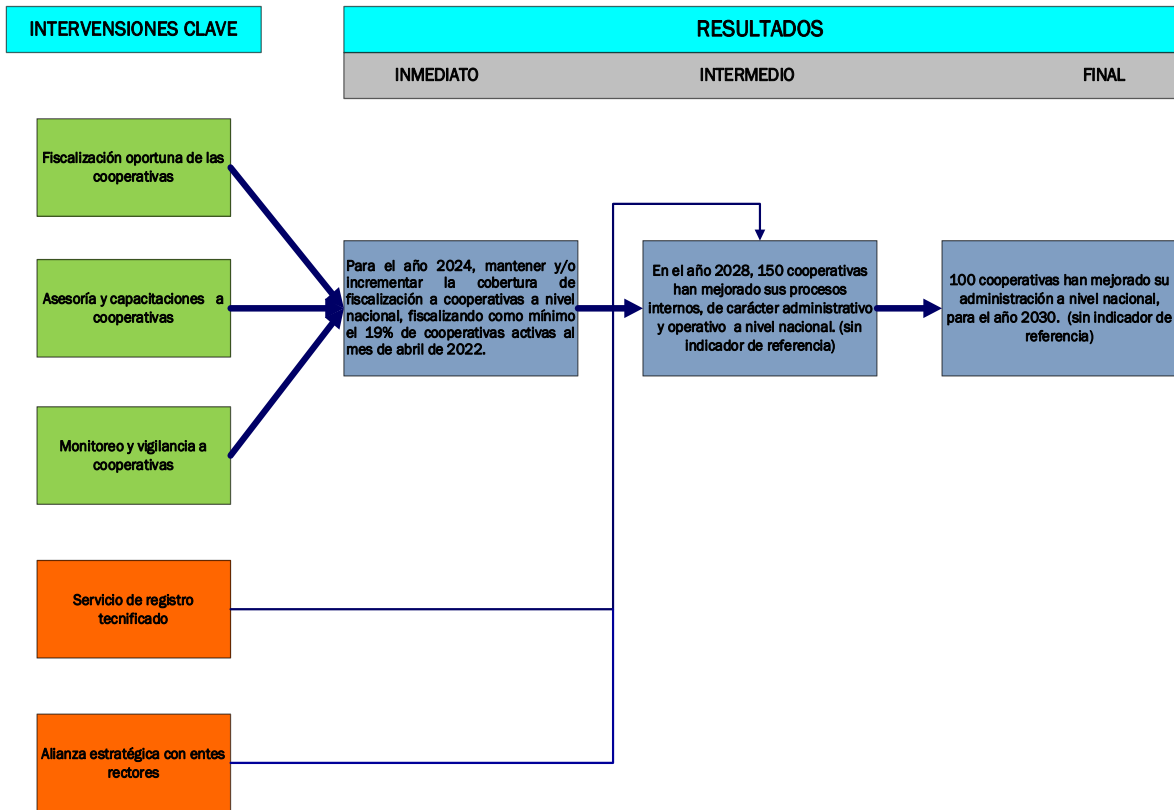 INTERVENSIONES CLAVE
RESULTADOS
INMEDIATO
INTERMEDIO
FINAL
Fiscalización oportuna de las
cooperativas
Asesoría y capacitaciones a
cooperativas
Monitoreo y vigilancia a
cooperativas
Servicio de registro
tecnificado
Alianza estratégica con entes
rectores
Para el año 2024, mantener y/o
incrementar la cobertura de
fiscalización a cooperativas a nivel
nacional, fiscalizando como mínimo
el 19% de cooperativas activas al
mes de abril de 2022.
En el año 2028, 150 cooperativas
han mejorado sus procesos
internos, de carácter administrativo
y operativo a nivel nacional. (sin
indicador de referencia)
100 cooperativas han mejorado su
administración a nivel nacional,
para el año 2030. (sin indicador de
referencia)